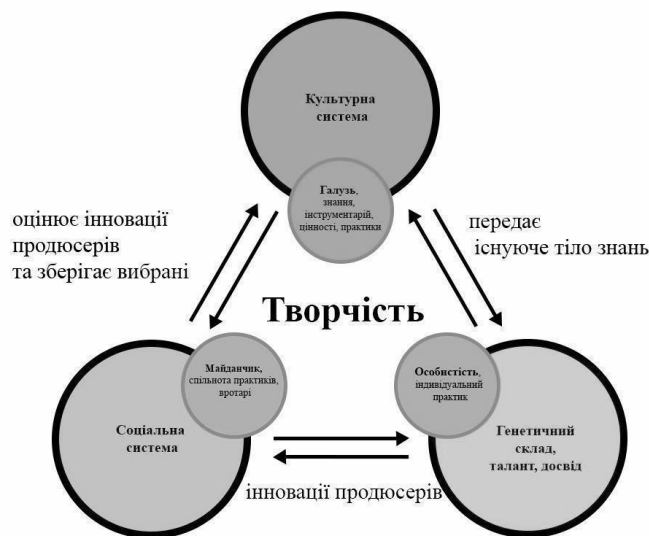 Культурна
система
Галузь,
знання,
інструментарій,
цінності, практики
оцінює інновації
продюсерів
та зберігає вибрані
передає
існуюче тіло знань
Творчість
Майданчик,
спільнота практиків,
вротарі
Особистість,
індивідуальний
практик
Соціальна
система
Генетичний
склад,
талант, досвід
інновації продюсерів